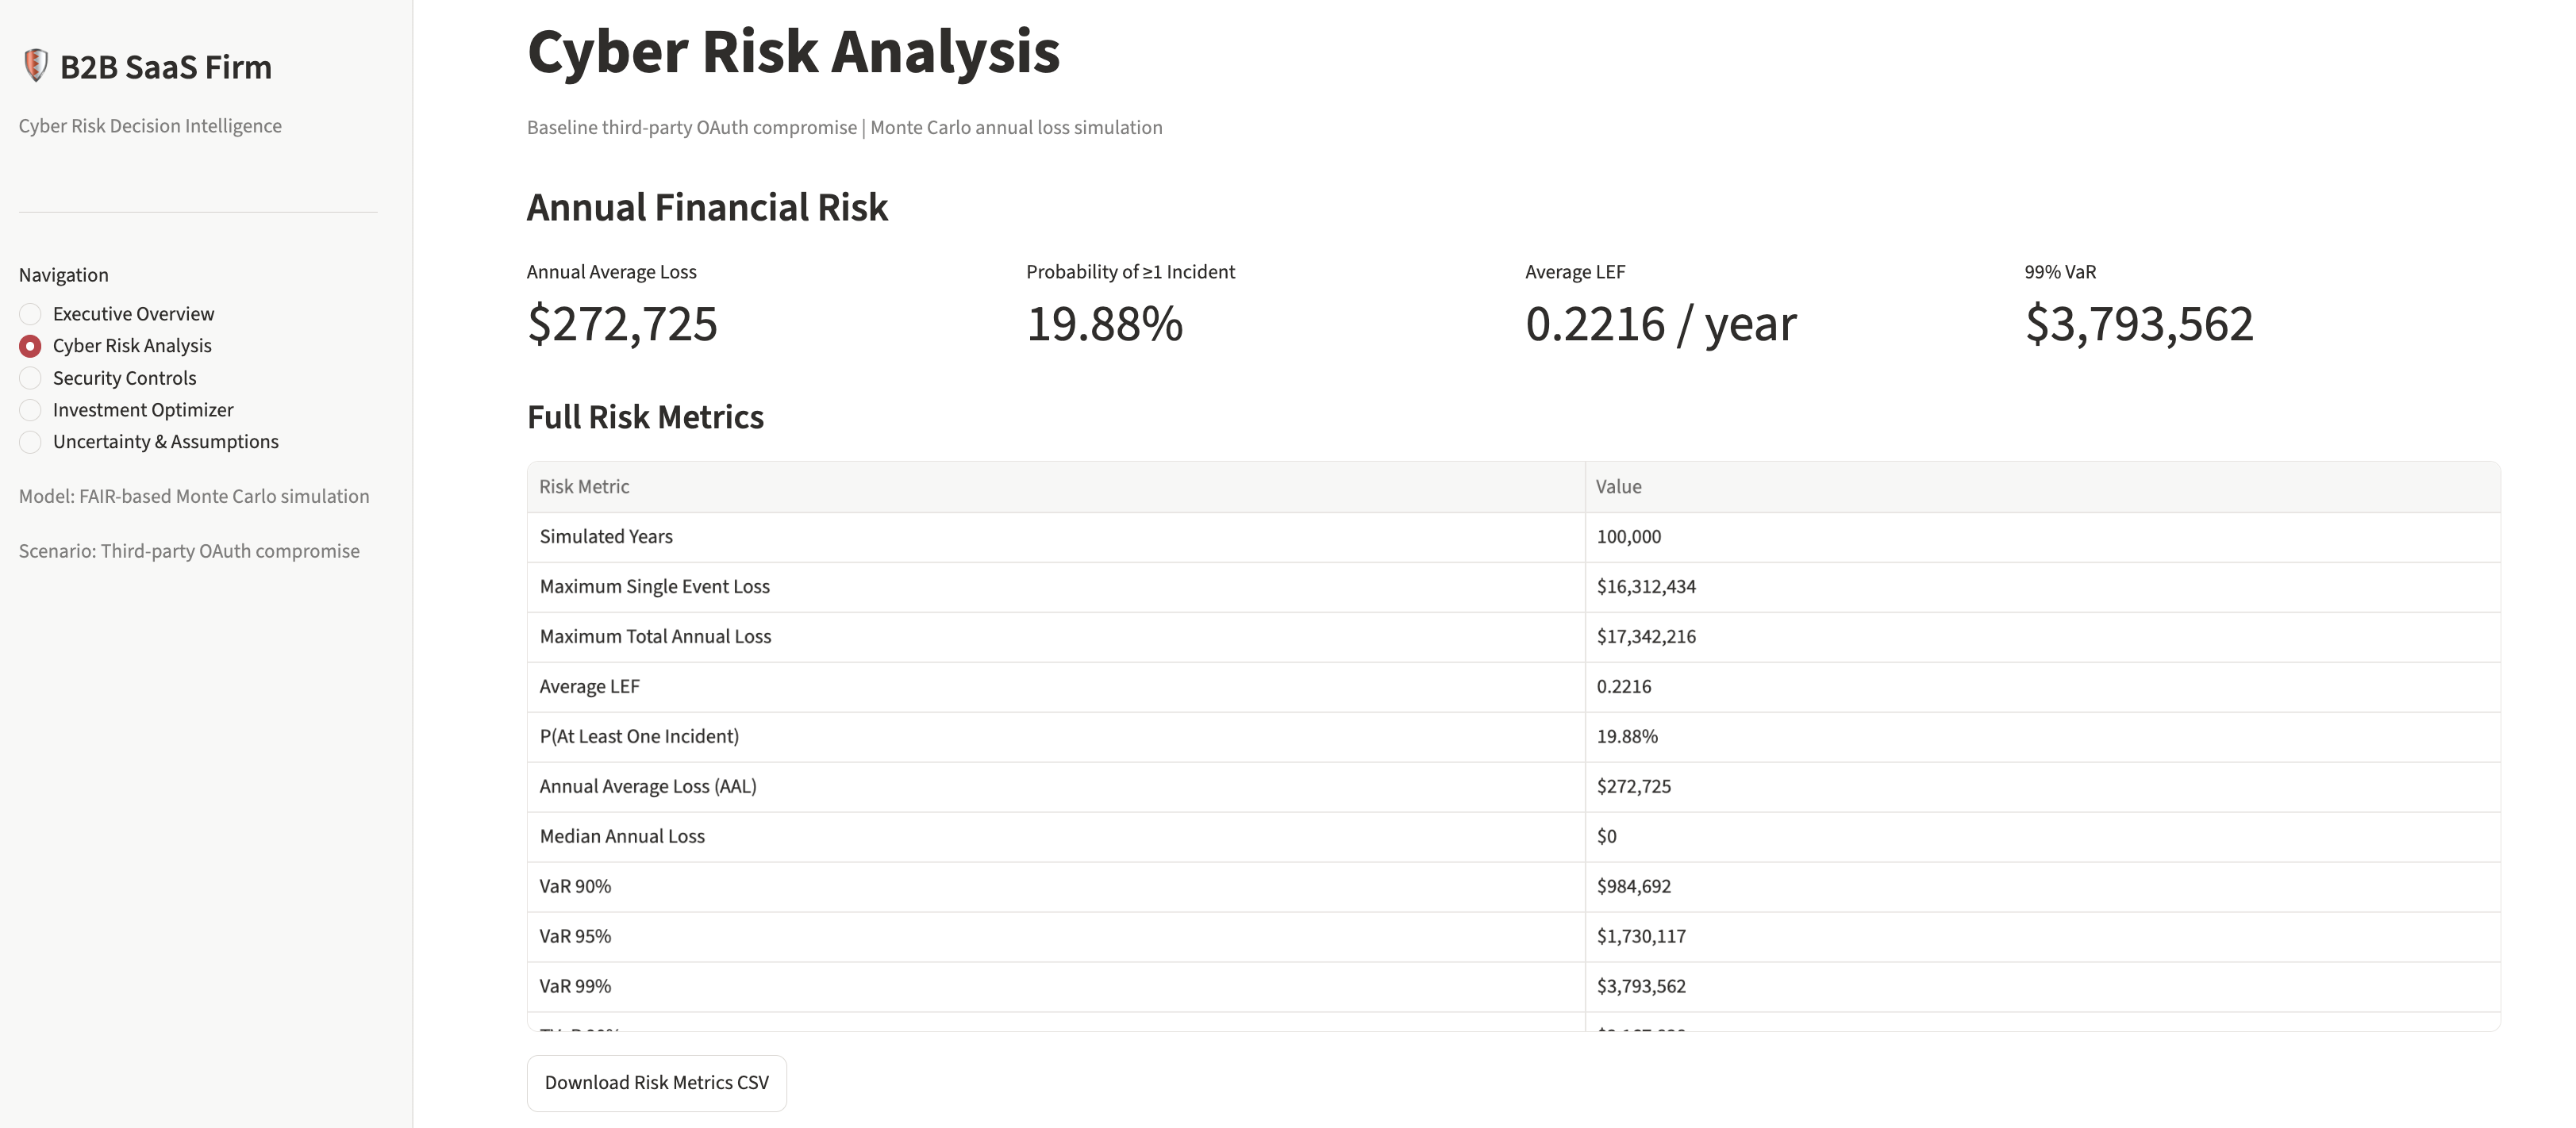 B2B SaaS Firm
Cyber Risk Decision Intelligence
Navigation
Executive Overview
Cyber Risk Analysis
Security Controls
Investment Optimizer
Uncertainty & Assumptions
Model: FAIR-based Monte Carlo simulation
Scenario: Third-party OAuth compromise
Cyber Risk Analysis
Baseline third-party OAuth compromise | Monte Carlo annual loss simulation
Annual Financial Risk
Annual Average Loss Probability of ≥1 Incident Average LEF 99% VaR
$272,725 19.88% 0.2216 / year $3,793,562
Full Risk Metrics
Risk Metric Value
Simulated Years 100,000
Maximum Single Event Loss $16,312,434
Maximum Total Annual Loss $17,342,216
Average LEF 0.2216
P(At Least One Incident) 19.88%
Annual Average Loss (AAL) $272,725
Median Annual Loss $0
VaR 90% $984,692
VaR 95% $1,730,117
VaR 99% $3,793,562
Download Risk Metrics CSV